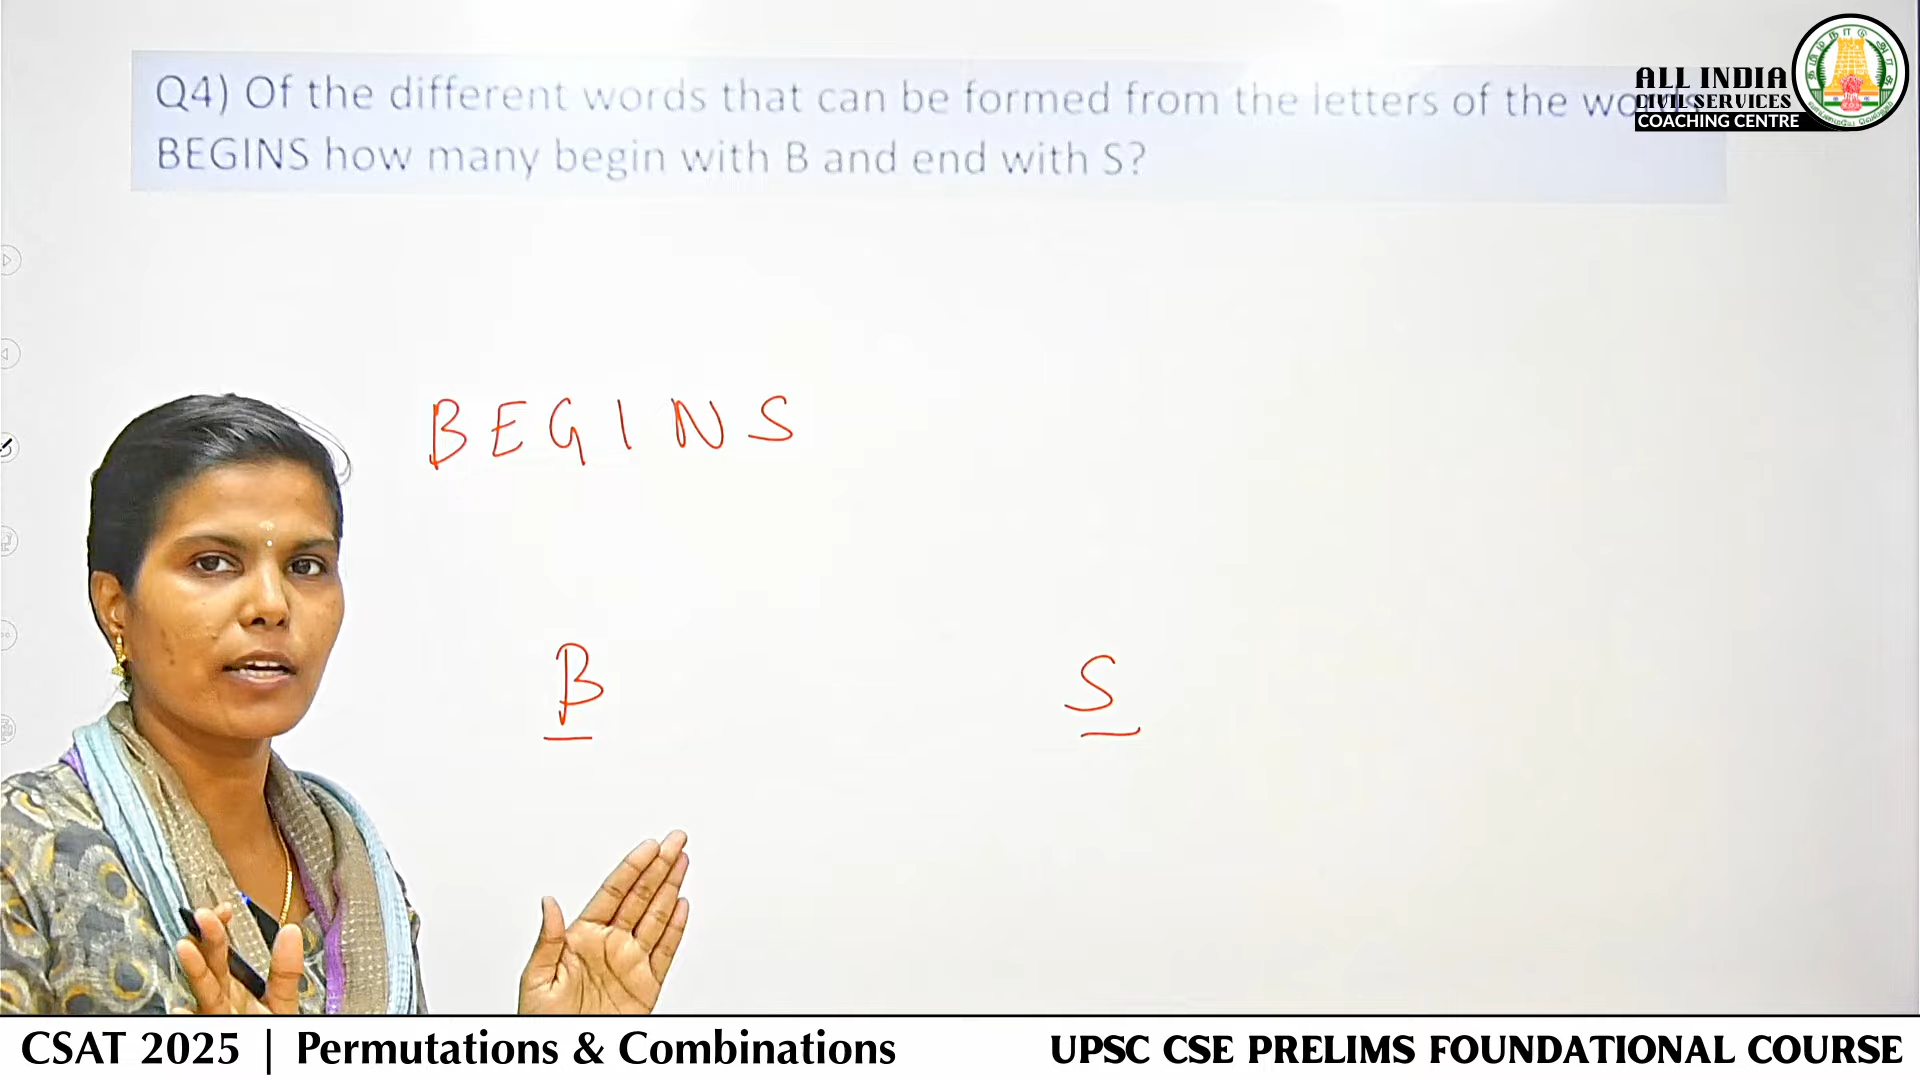 Q4) Of the different words that can be formed from the letters of the
BEGINS how many begin with B and end with S?
ALL INDIA
CIVIL SERVICES
COACHING CENTRE
BEGINS
B S
CSAT 2025 | Permutations & Combinations
UPSC CSE PRELIMS FOUNDATIONAL COURSE